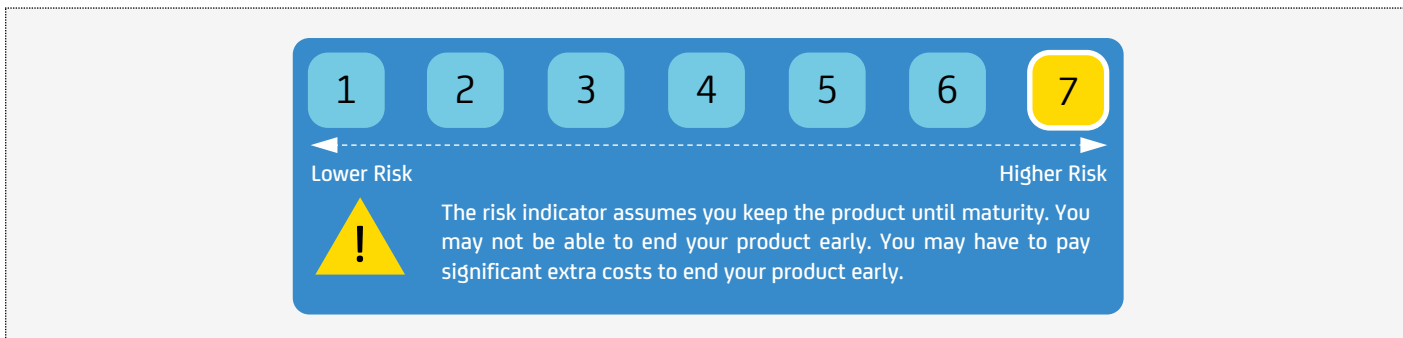 1 2 3 4 5 6 7
Lower Risk Higher Risk
!
The risk indicator assumes you keep the product until maturity. You
may not be able to end your product early. You may have to pay
significant extra costs to end your product early.